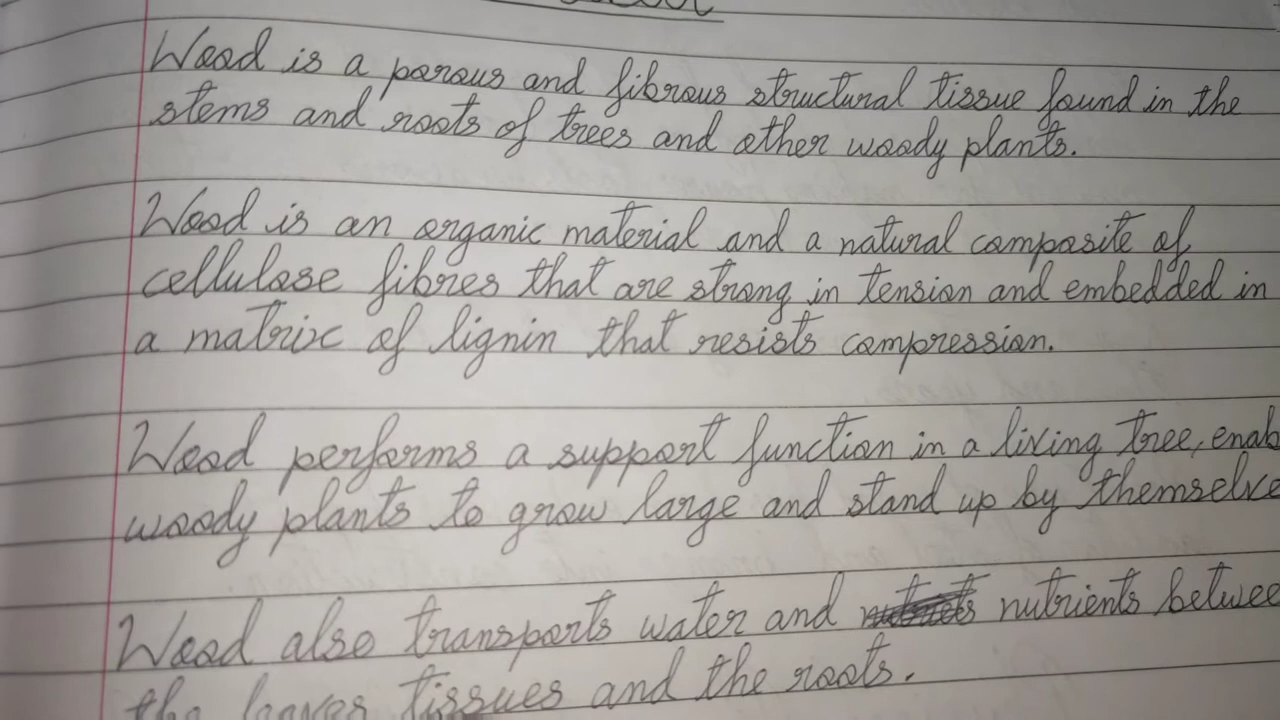 Wood is a porous and fibrous structural tissue found in the
stems and roots of trees and other woody plants.
Wood is an organic material and a natural composite of
cellulose fibres that are strong in tension and embedded in
a matrix of lignin that resists compression.
Wood performs a support function in a living tree, enab
woody plants to grow large and stand up by themselve
Wood also transports water and nutrients betwee
the leaves tissues and the roots.